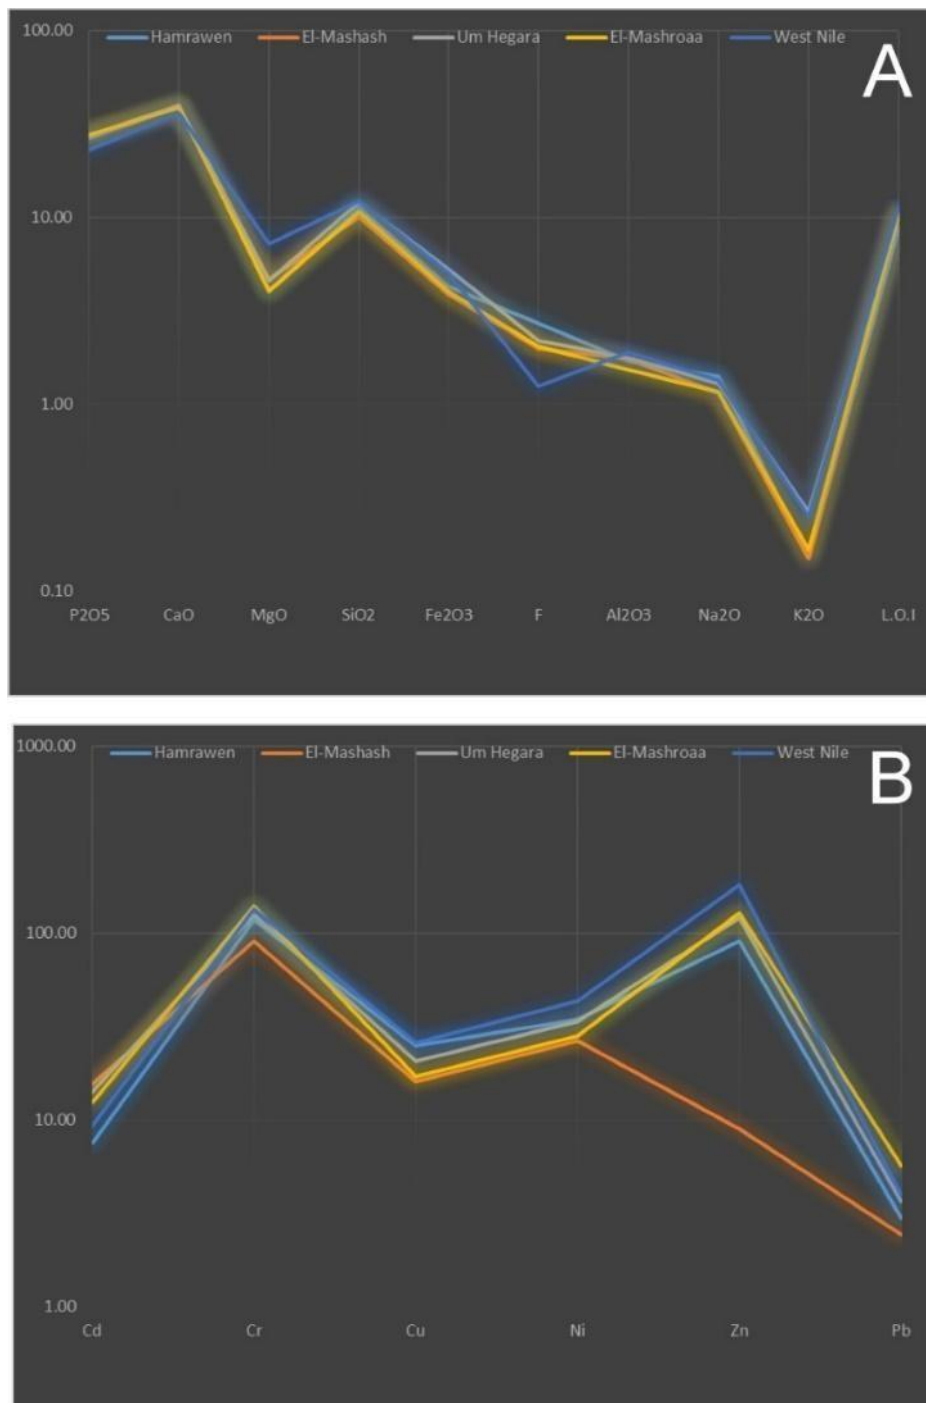 100.00
Hamrawen El-Mashash Um Hegara El-Mashroaa West Nile
A
10.00
1.00
0.10
P2O5 CaO MgO SiO2 Fe2O3 F Al2O3 Na2O K2O L.O.I
1000.00
Hamrawen El-Mashash Um Hegara El-Mashroaa West Nile
B
100.00
10.00
1.00
Cd Cr Cu Ni Zn Pb